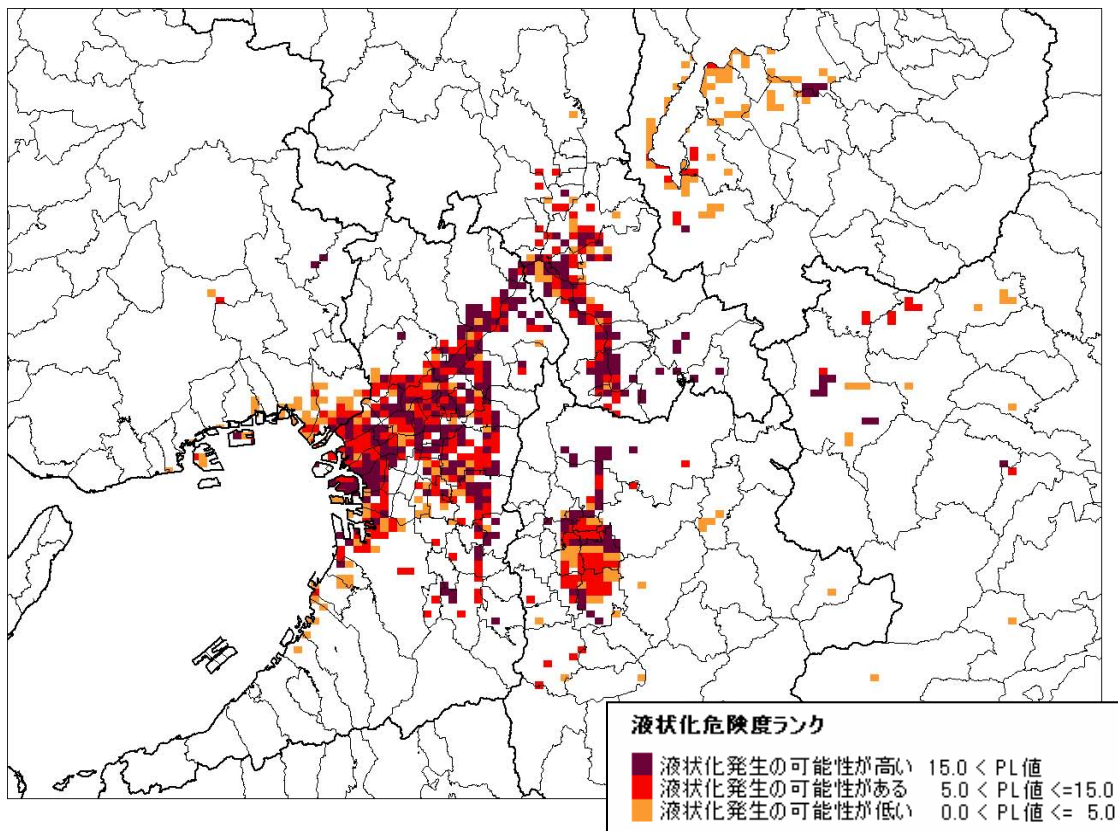 液状化危険度ランク
液状化発生の可能性が高い 15.0 < PL値
液状化発生の可能性がある 5.0 < PL値 <=15.0
液状化発生の可能性が低い 0.0 < PL値 <= 5.0